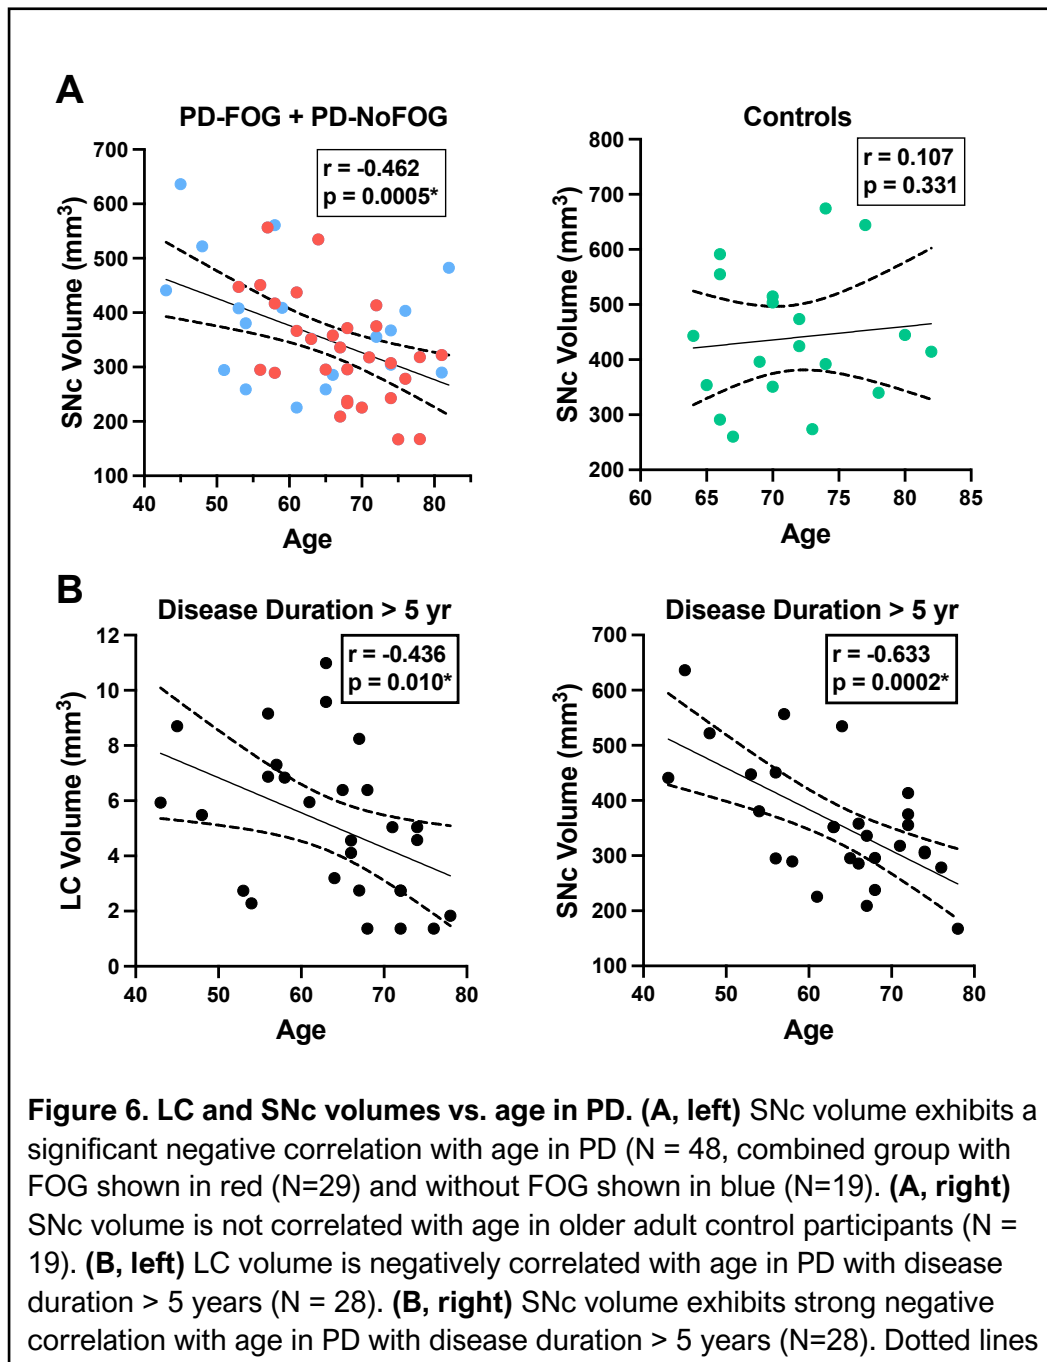 A
PD-FOG + PD-NoFOG
r = -0.462
p = 0.0005*
SNc Volume (mm³)
700
600
500
400
300
200
100
40
50
60
70
80
Age
Controls
r = 0.107
p = 0.331
SNc Volume (mm³)
800
700
600
500
400
300
200
60
65
70
75
80
85
Age
B
Disease Duration > 5 yr
r = -0.436
p = 0.010*
LC Volume (mm³)
12
10
8
6
4
2
0
40
50
60
70
80
Age
Disease Duration > 5 yr
r = -0.633
p = 0.0002*
SNc Volume (mm³)
700
600
500
400
300
200
100
40
50
60
70
80
Age
Figure 6. LC and SNc volumes vs. age in PD. (A, left) SNc volume exhibits a
significant negative correlation with age in PD (N = 48, combined group with
FOG shown in red (N=29) and without FOG shown in blue (N=19). (A, right)
SNc volume is not correlated with age in older adult control participants (N =
19). (B, left) LC volume is negatively correlated with age in PD with disease
duration > 5 years (N = 28). (B, right) SNc volume exhibits strong negative
correlation with age in PD with disease duration > 5 years (N=28). Dotted lines